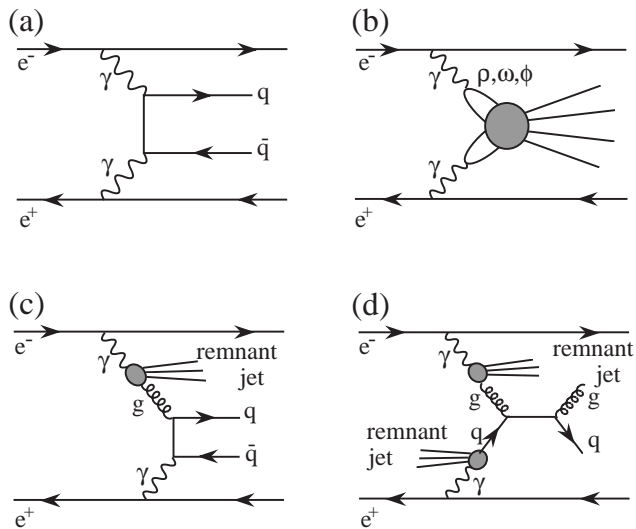 (a)
e⁻
γ
q
q̄
γ
e⁺
(b)
e⁻
γ
ρ,ω,ϕ
γ
e⁺
(c)
e⁻
γ
remnant
jet
g
q
q̄
γ
e⁺
(d)
e⁻
γ
remnant
jet
g
g
q
q
remnant
jet
γ
e⁺